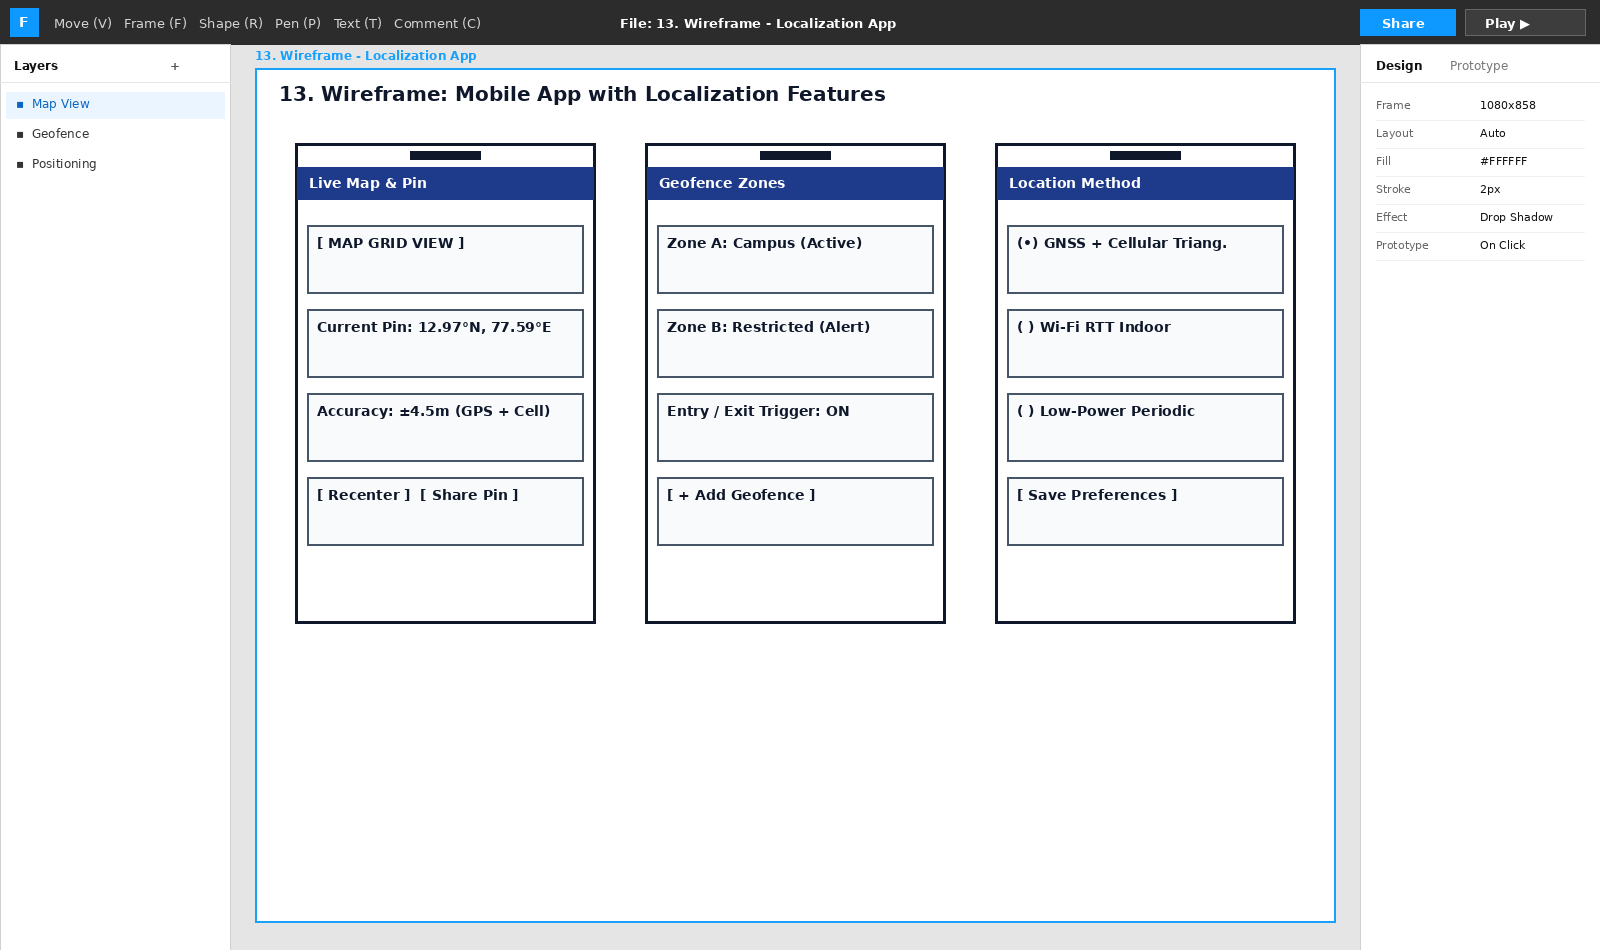 F Move (V) Frame (F) Shape (R) Pen (P) Text (T) Comment (C) File: 13. Wireframe - Localization App Share Play ▶
Layers +
Map View
Geofence
Positioning
13. Wireframe - Localization App
13. Wireframe: Mobile App with Localization Features
Live Map & Pin
[ MAP GRID VIEW ]
Current Pin: 12.97°N, 77.59°E
Accuracy: ±4.5m (GPS + Cell)
[ Recenter ] [ Share Pin ]
Geofence Zones
Zone A: Campus (Active)
Zone B: Restricted (Alert)
Entry / Exit Trigger: ON
[ + Add Geofence ]
Location Method
(•) GNSS + Cellular Triang.
( ) Wi-Fi RTT Indoor
( ) Low-Power Periodic
[ Save Preferences ]
Design Prototype
Frame 1080x858
Layout Auto
Fill #FFFFFF
Stroke 2px
Effect Drop Shadow
Prototype On Click